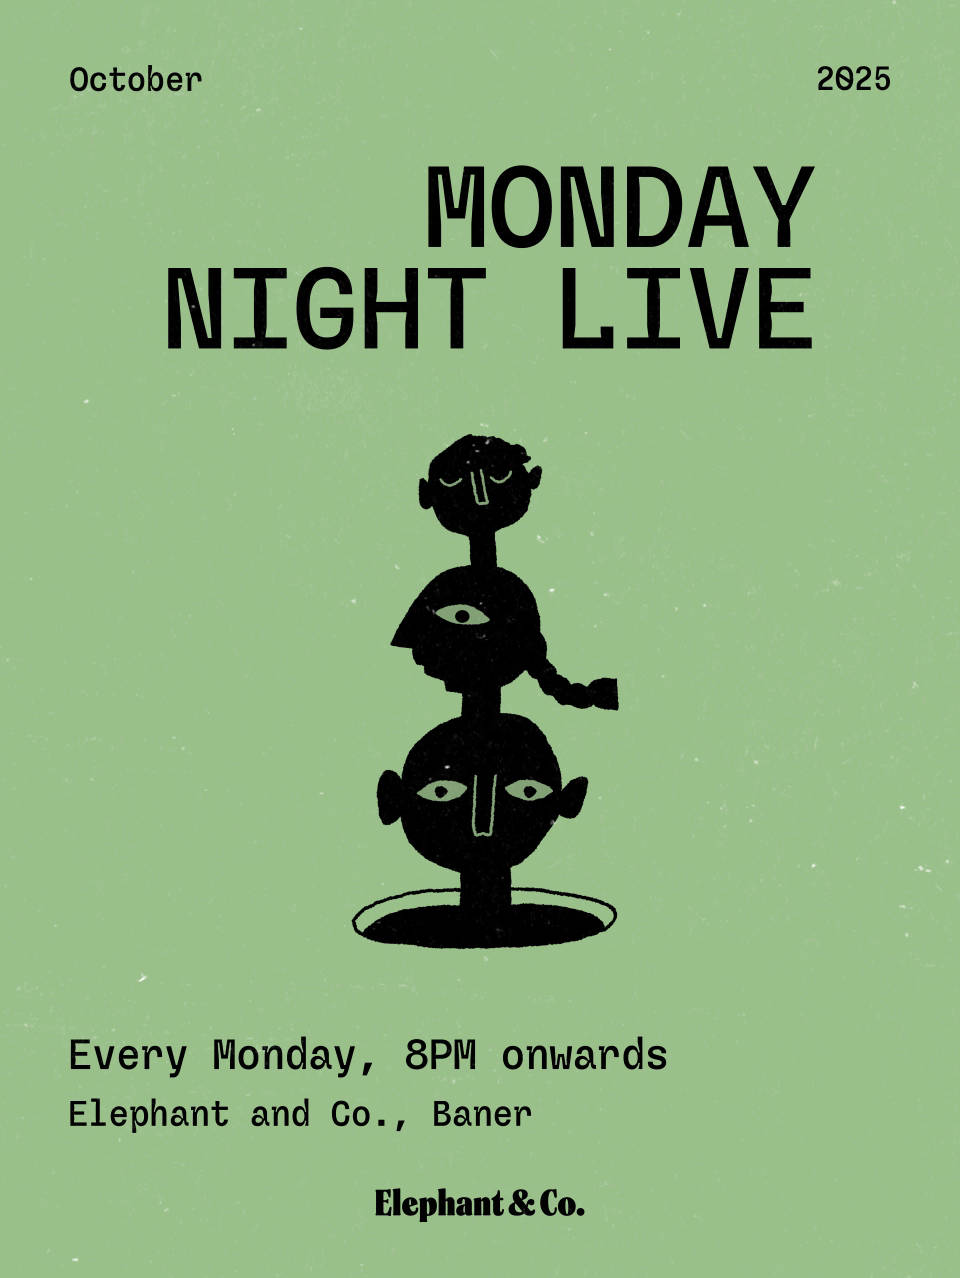 October
2025
MONDAY
NIGHT LIVE
Every Monday, 8PM onwards
Elephant and Co., Baner
Elephant & Co.